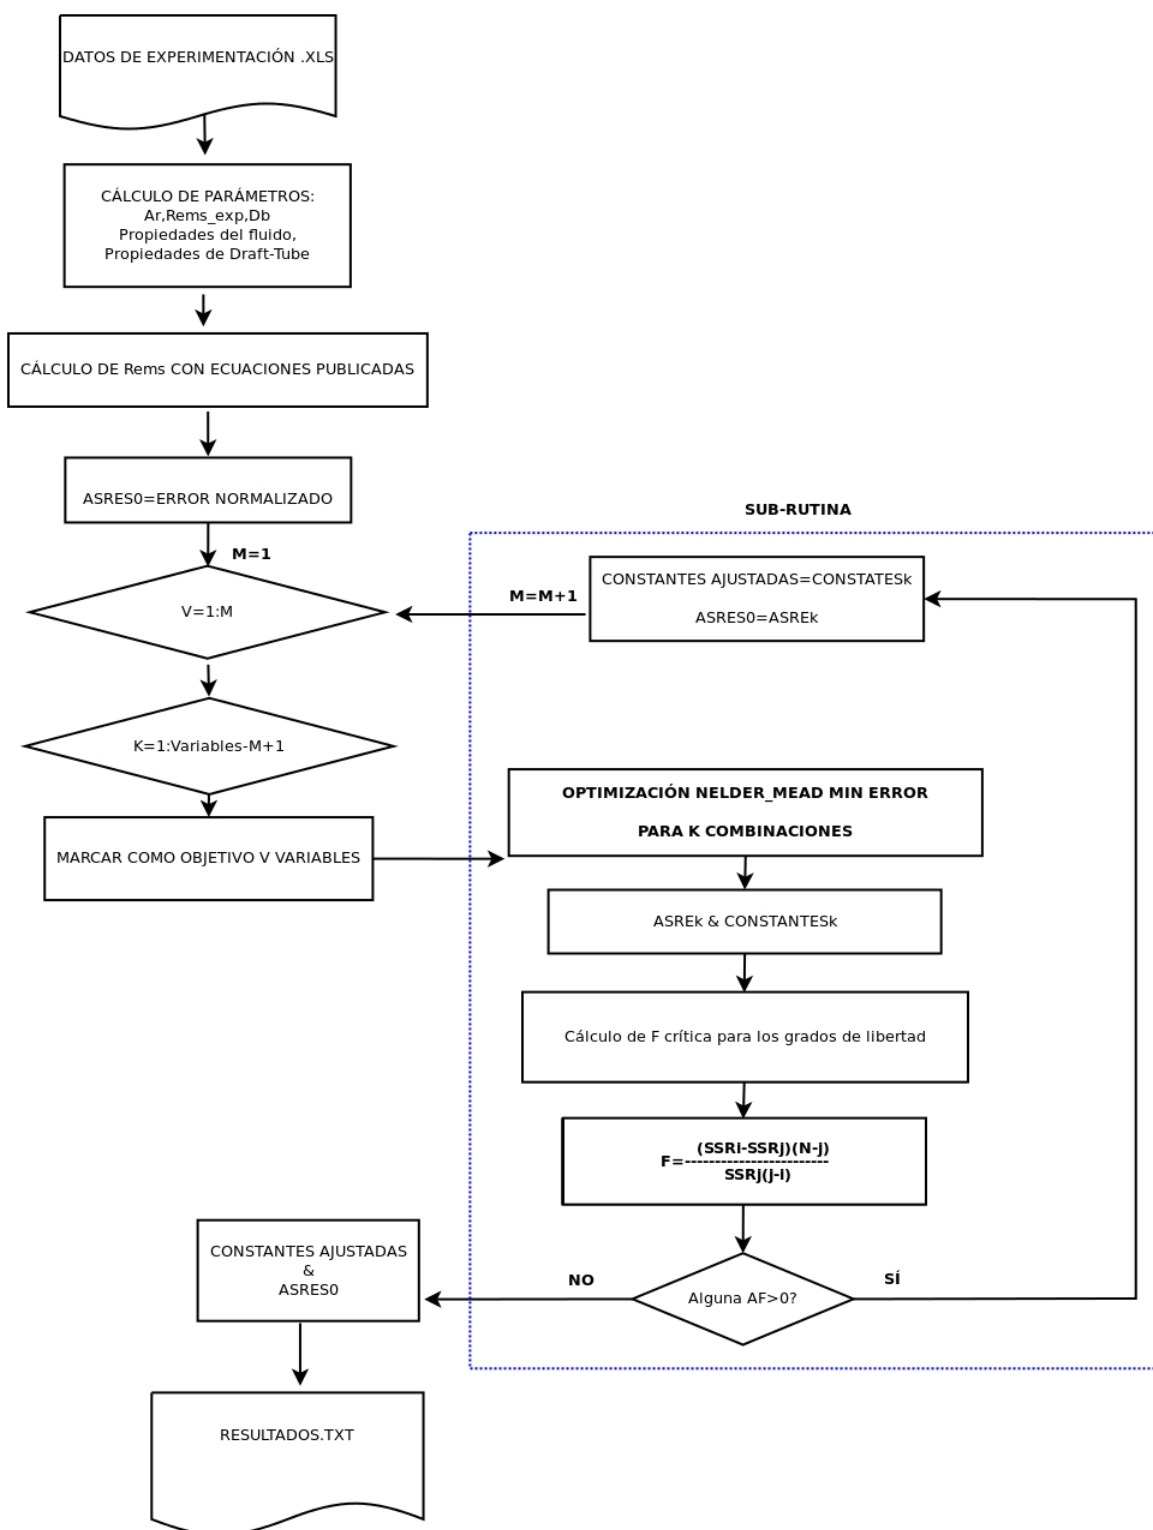 DATOS DE EXPERIMENTACIÓN .XLS
CÁLCULO DE PARÁMETROS:
Ar,Rems_exp,Db
Propiedades del fluido,
Propiedades de Draft-Tube
CÁLCULO DE Rems CON ECUACIONES PUBLICADAS
ASRES0=ERROR NORMALIZADO
M=1
V=1:M
K=1:Variables-M+1
MARCAR COMO OBJETIVO V VARIABLES
SUB-RUTINA
CONSTANTES AJUSTADAS=CONSTATESk
ASRES0=ASREk
M=M+1
OPTIMIZACIÓN NELDER_MEAD MIN ERROR
PARA K COMBINACIONES
ASREk & CONSTANTESk
Cálculo de F crítica para los grados de libertad
(SSRi-SSRj)(N-j)
F=-------------------------
SSRj(j-i)
Alguna AF>0?
NO
SÍ
CONSTANTES AJUSTADAS
&
ASRES0
RESULTADOS.TXT